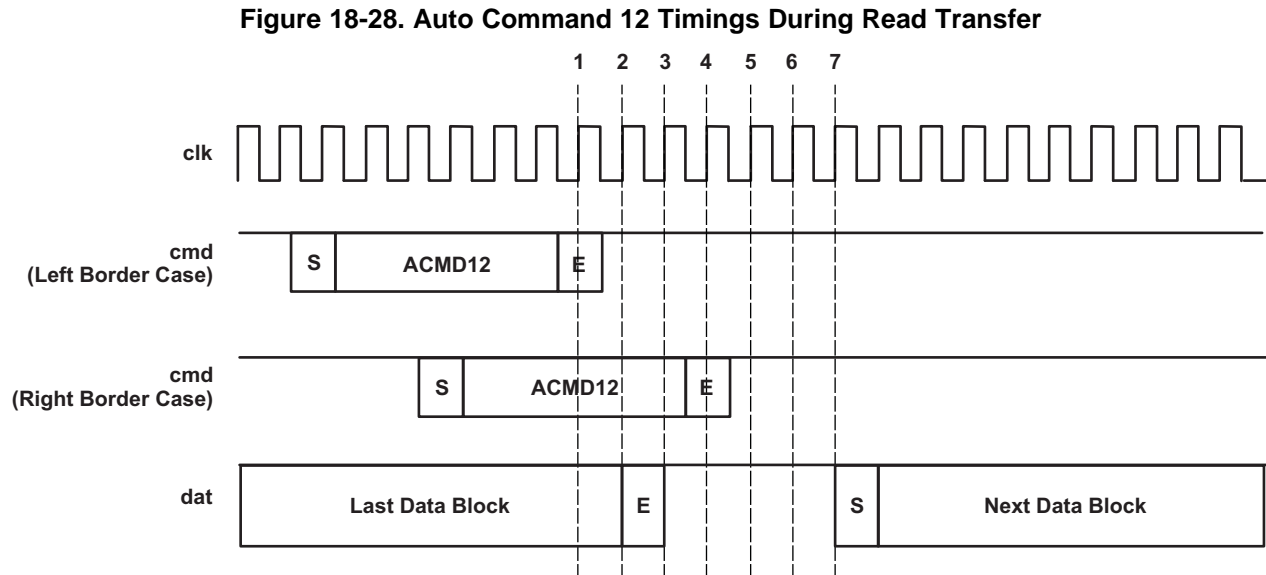 Figure 18-28. Auto Command 12 Timings During Read Transfer
1 2 3 4 5 6 7
clk
cmd
(Left Border Case)
S ACMD12 E
cmd
(Right Border Case)
S ACMD12 E
dat
Last Data Block E S Next Data Block